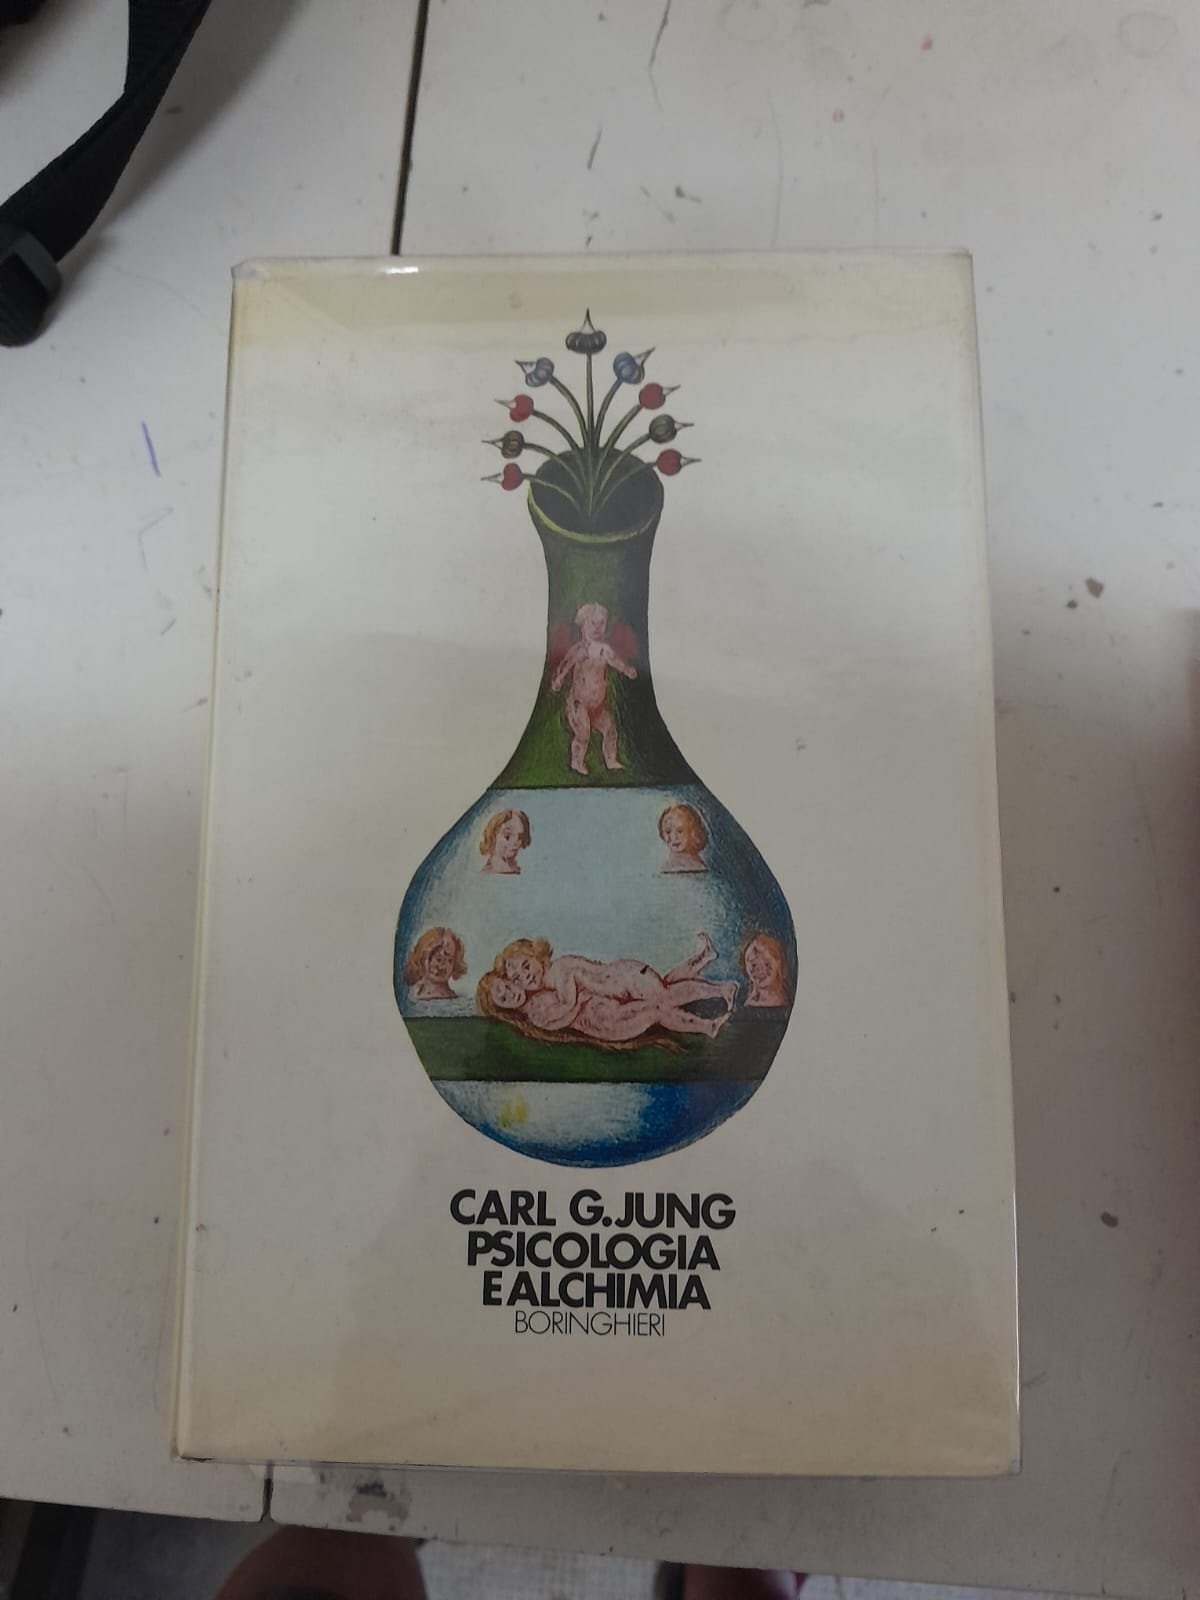 CARL G. JUNG
PSICOLOGIA
E ALCHIMIA
BORINGHIERI